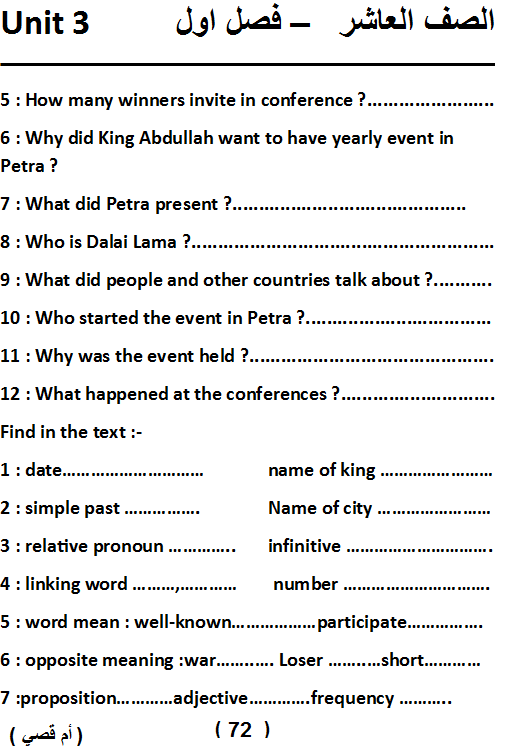 Unit 3 الصف العاشر – فصل اول
5 : How many winners invite in conference ?........................
6 : Why did King Abdullah want to have yearly event in
Petra ?
7 : What did Petra present ?............................................
8 : Who is Dalai Lama ?.........................................................
9 : What did people and other countries talk about ?...........
10 : Who started the event in Petra ?...................................
11 : Why was the event held ?..............................................
12 : What happened at the conferences ?.............................
Find in the text :-
1 : date........................... name of king ......................
2 : simple past ............... Name of city ......................
3 : relative pronoun ............. infinitive ............................
4 : linking word ........,........... number ............................
5 : word mean : well-known................participate...............
6 : opposite meaning :war........... Loser ..........short...........
7 :proposition...........adjective............frequency ..........
( أم قصي ) ( 72 )